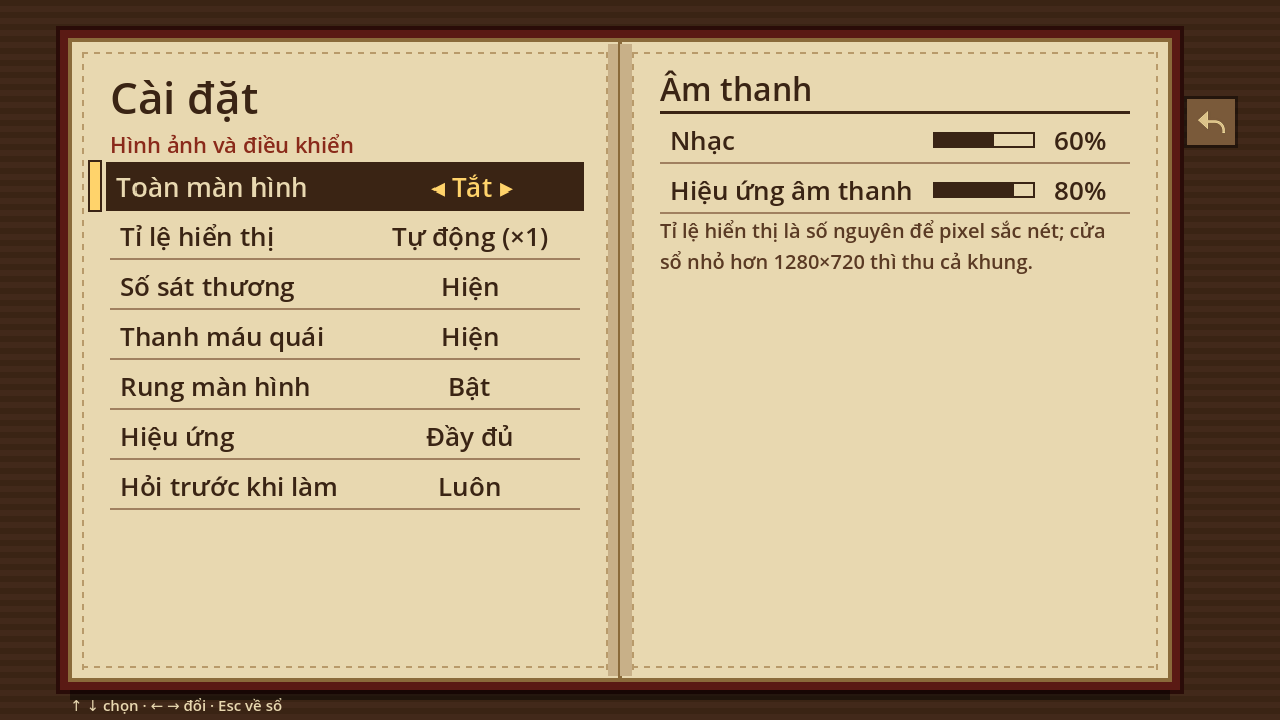 Cài đặt
Hình ảnh và điều khiển
Toàn màn hình ◂ Tắt ▸
Tỉ lệ hiển thị Tự động (×1)
Số sát thương Hiện
Thanh máu quái Hiện
Rung màn hình Bật
Hiệu ứng Đầy đủ
Hỏi trước khi làm Luôn
Âm thanh
Nhạc 60%
Hiệu ứng âm thanh 80%
Tỉ lệ hiển thị là số nguyên để pixel sắc nét; cửa
sổ nhỏ hơn 1280×720 thì thu cả khung.
↑ ↓ chọn · ← → đổi · Esc về sổ